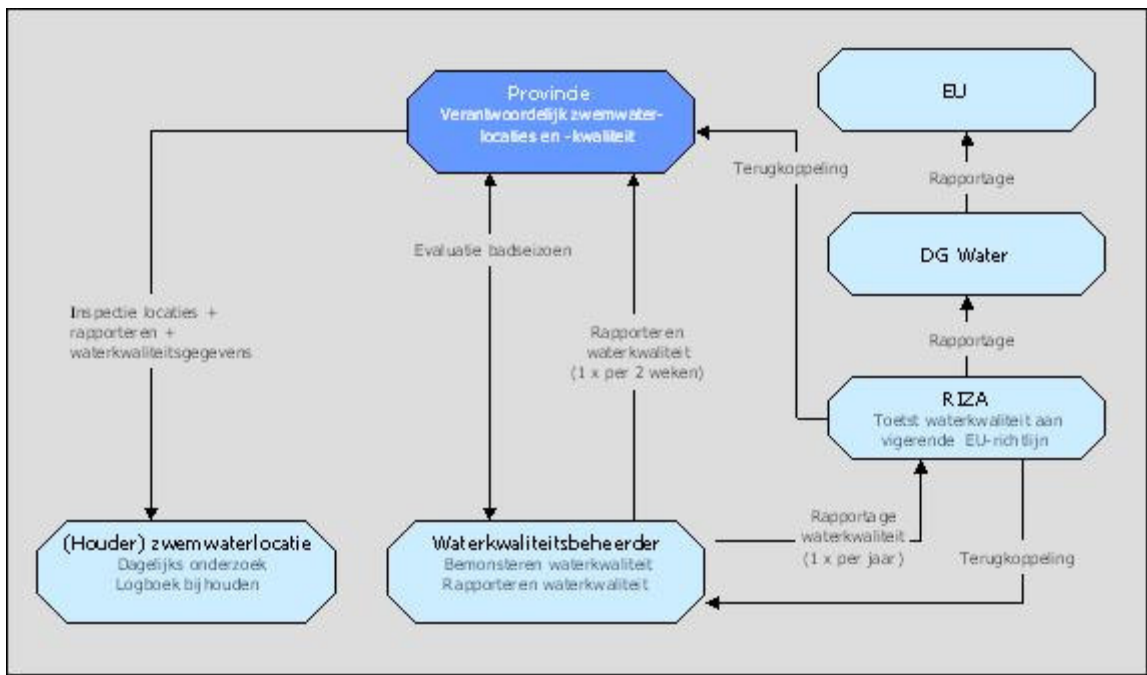 Provincie
Verantwoordelijk zwemwater-
locaties en -kwaliteit
EU
Terugkoppeling
Rapportage
Evaluatie badseizoen
DG Water
Inspectie locaties +
rapporteren +
waterkwaliteitsgegevens
Rapporteren
waterkwaliteit
(1 x per 2 weken)
Rapportage
RIZA
Toetst waterkwaliteit aan
vigerende EU-richtlijn
(Houder) zwemwaterlocatie
Dagelijks onderzoek
Logboek bijhouden
Waterkwaliteitsbeheerder
Bemonsteren waterkwaliteit
Rapporteren waterkwaliteit
Rapportage
waterkwaliteit
(1 x per jaar)
Terugkoppeling